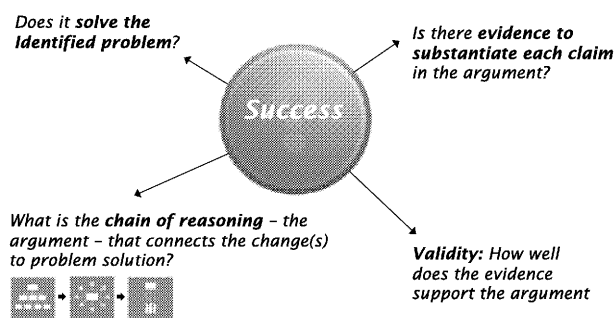 Does it solve the
Identified problem?
Is there evidence to
substantiate each claim
in the argument?
Success
What is the chain of reasoning – the
argument – that connects the change(s)
to problem solution?
Validity: How well
does the evidence
support the argument